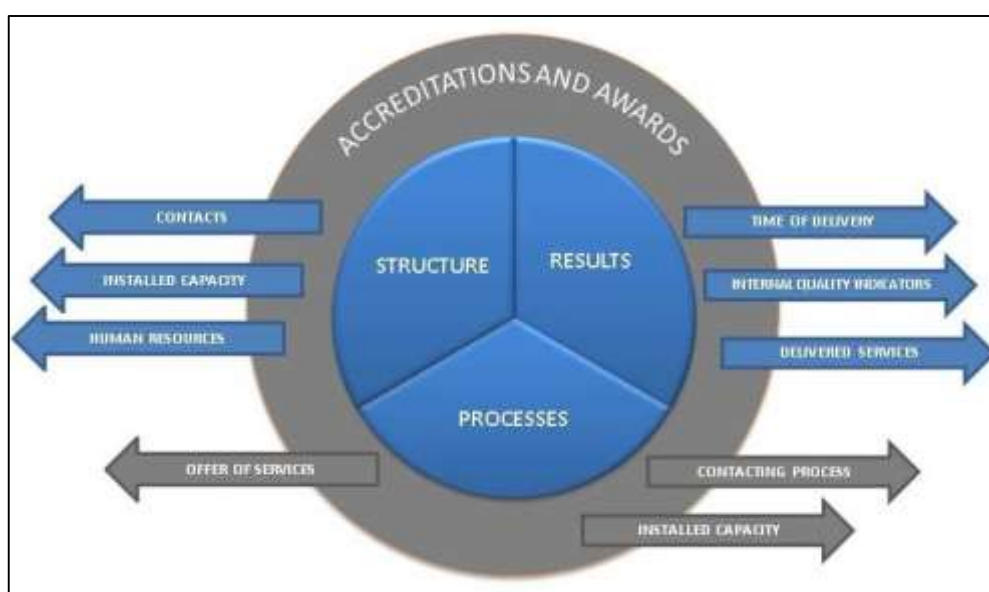 ACCREDITATIONS AND AWARDS
CONTACTS
INSTALLED CAPACITY
HUMAN RESOURCES
STRUCTURE
RESULTS
PROCESSES
TIME OF DELIVERY
INTERNAL QUALITY INDICATORS
DELIVERED SERVICES
OFFER OF SERVICES
CONTACTING PROCESS
INSTALLED CAPACITY